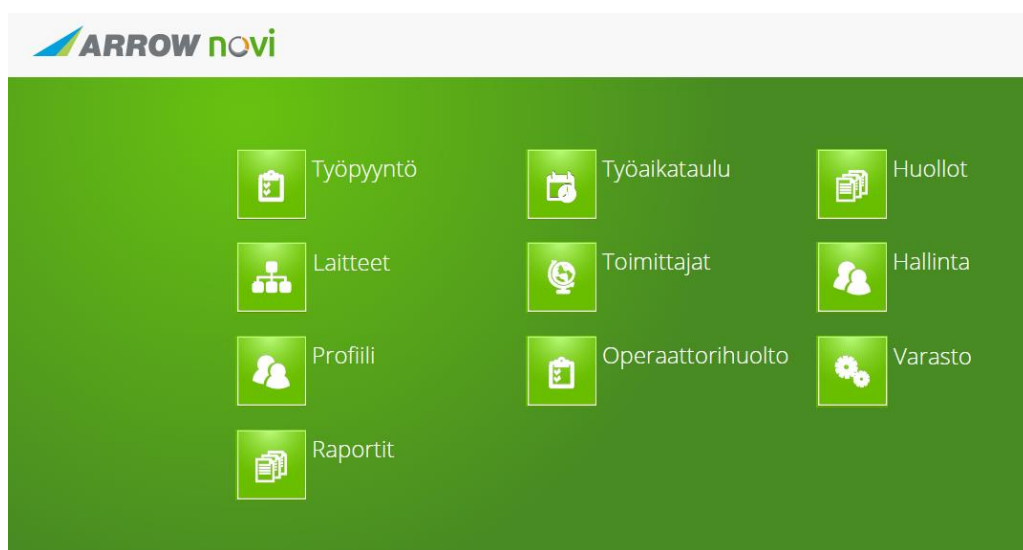 ARROW novi
Työpyyntö
Työaikataulu
Huollot
Laitteet
Toimittajat
Hallinta
Profiili
Operaattorihuolto
Varasto
Raportit